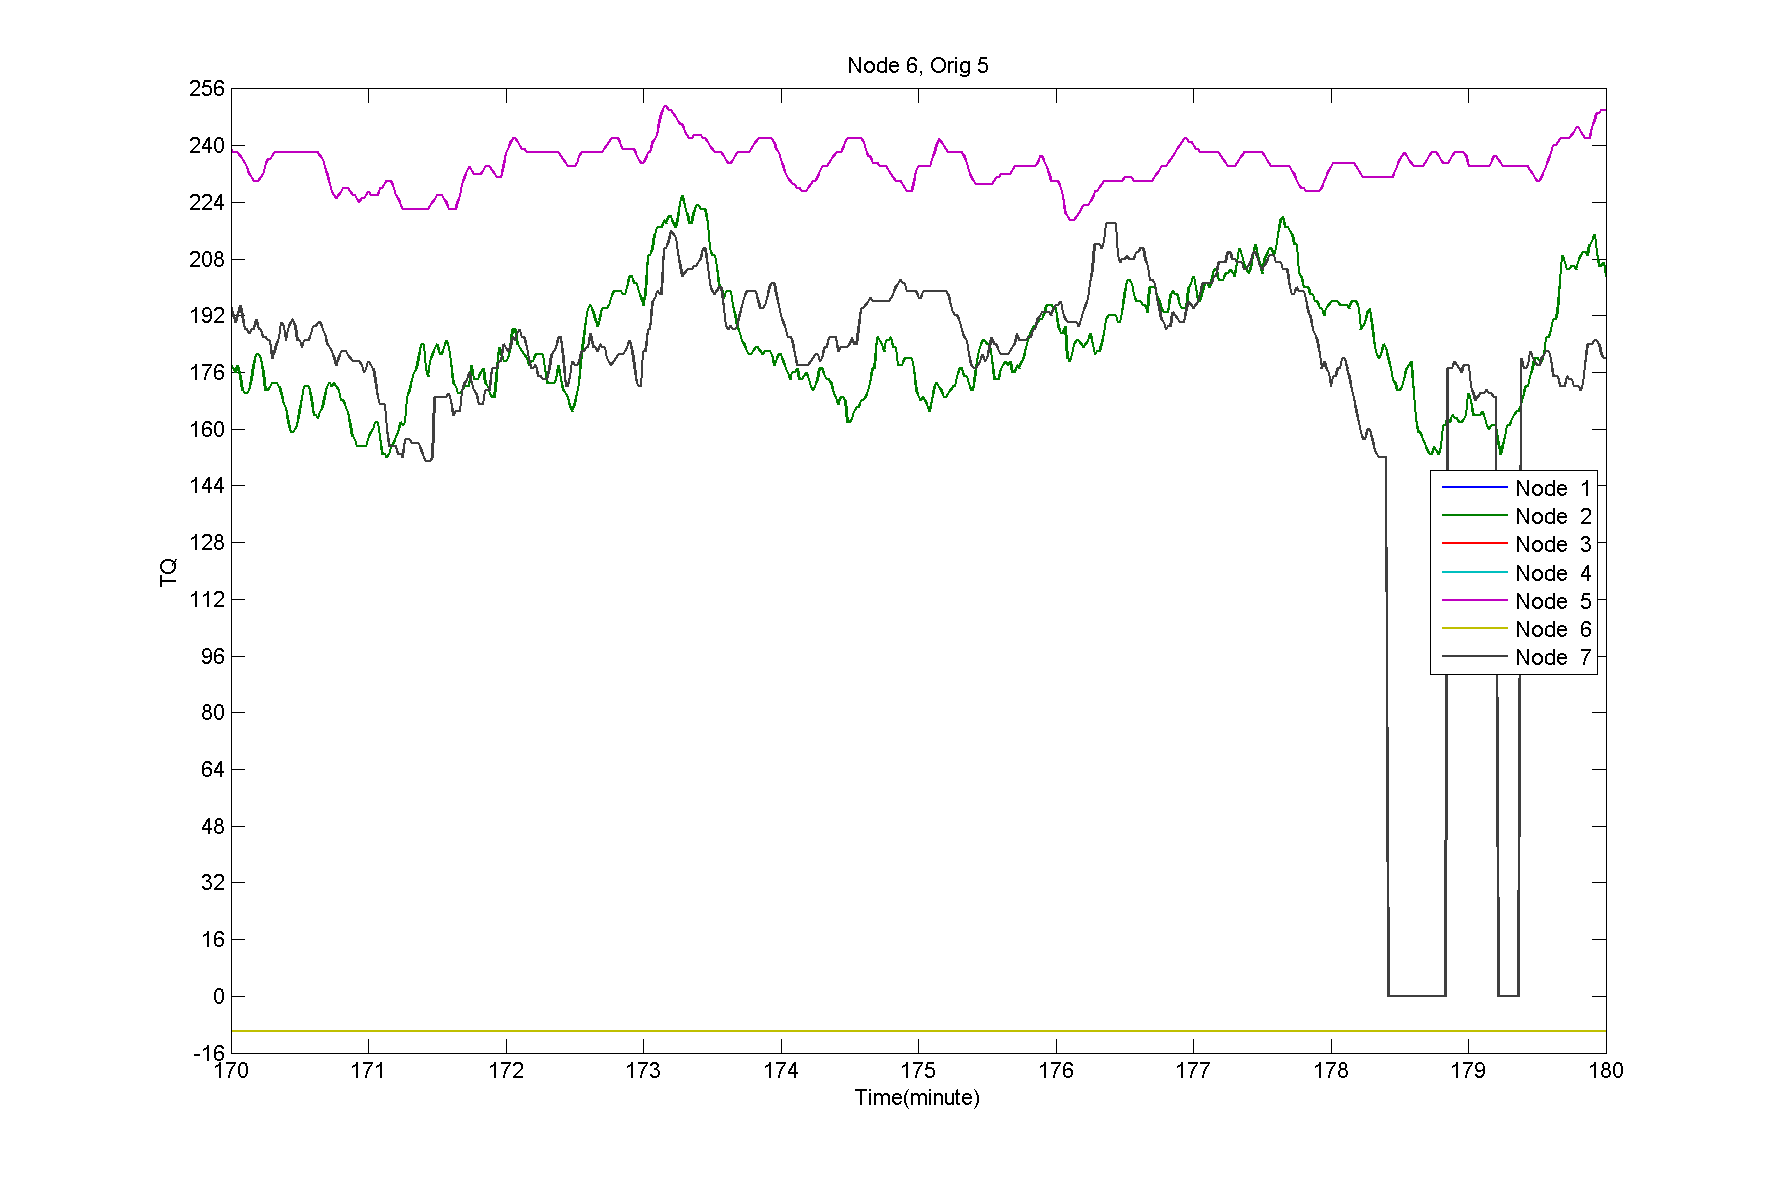 Node 6, Orig 5
256
240
224
208
192
176
160
144
128
112
96
80
64
48
32
16
0
-16
TQ
Node 1
Node 2
Node 3
Node 4
Node 5
Node 6
Node 7
170 171 172 173 174 175 176 177 178 179 180
Time(minute)